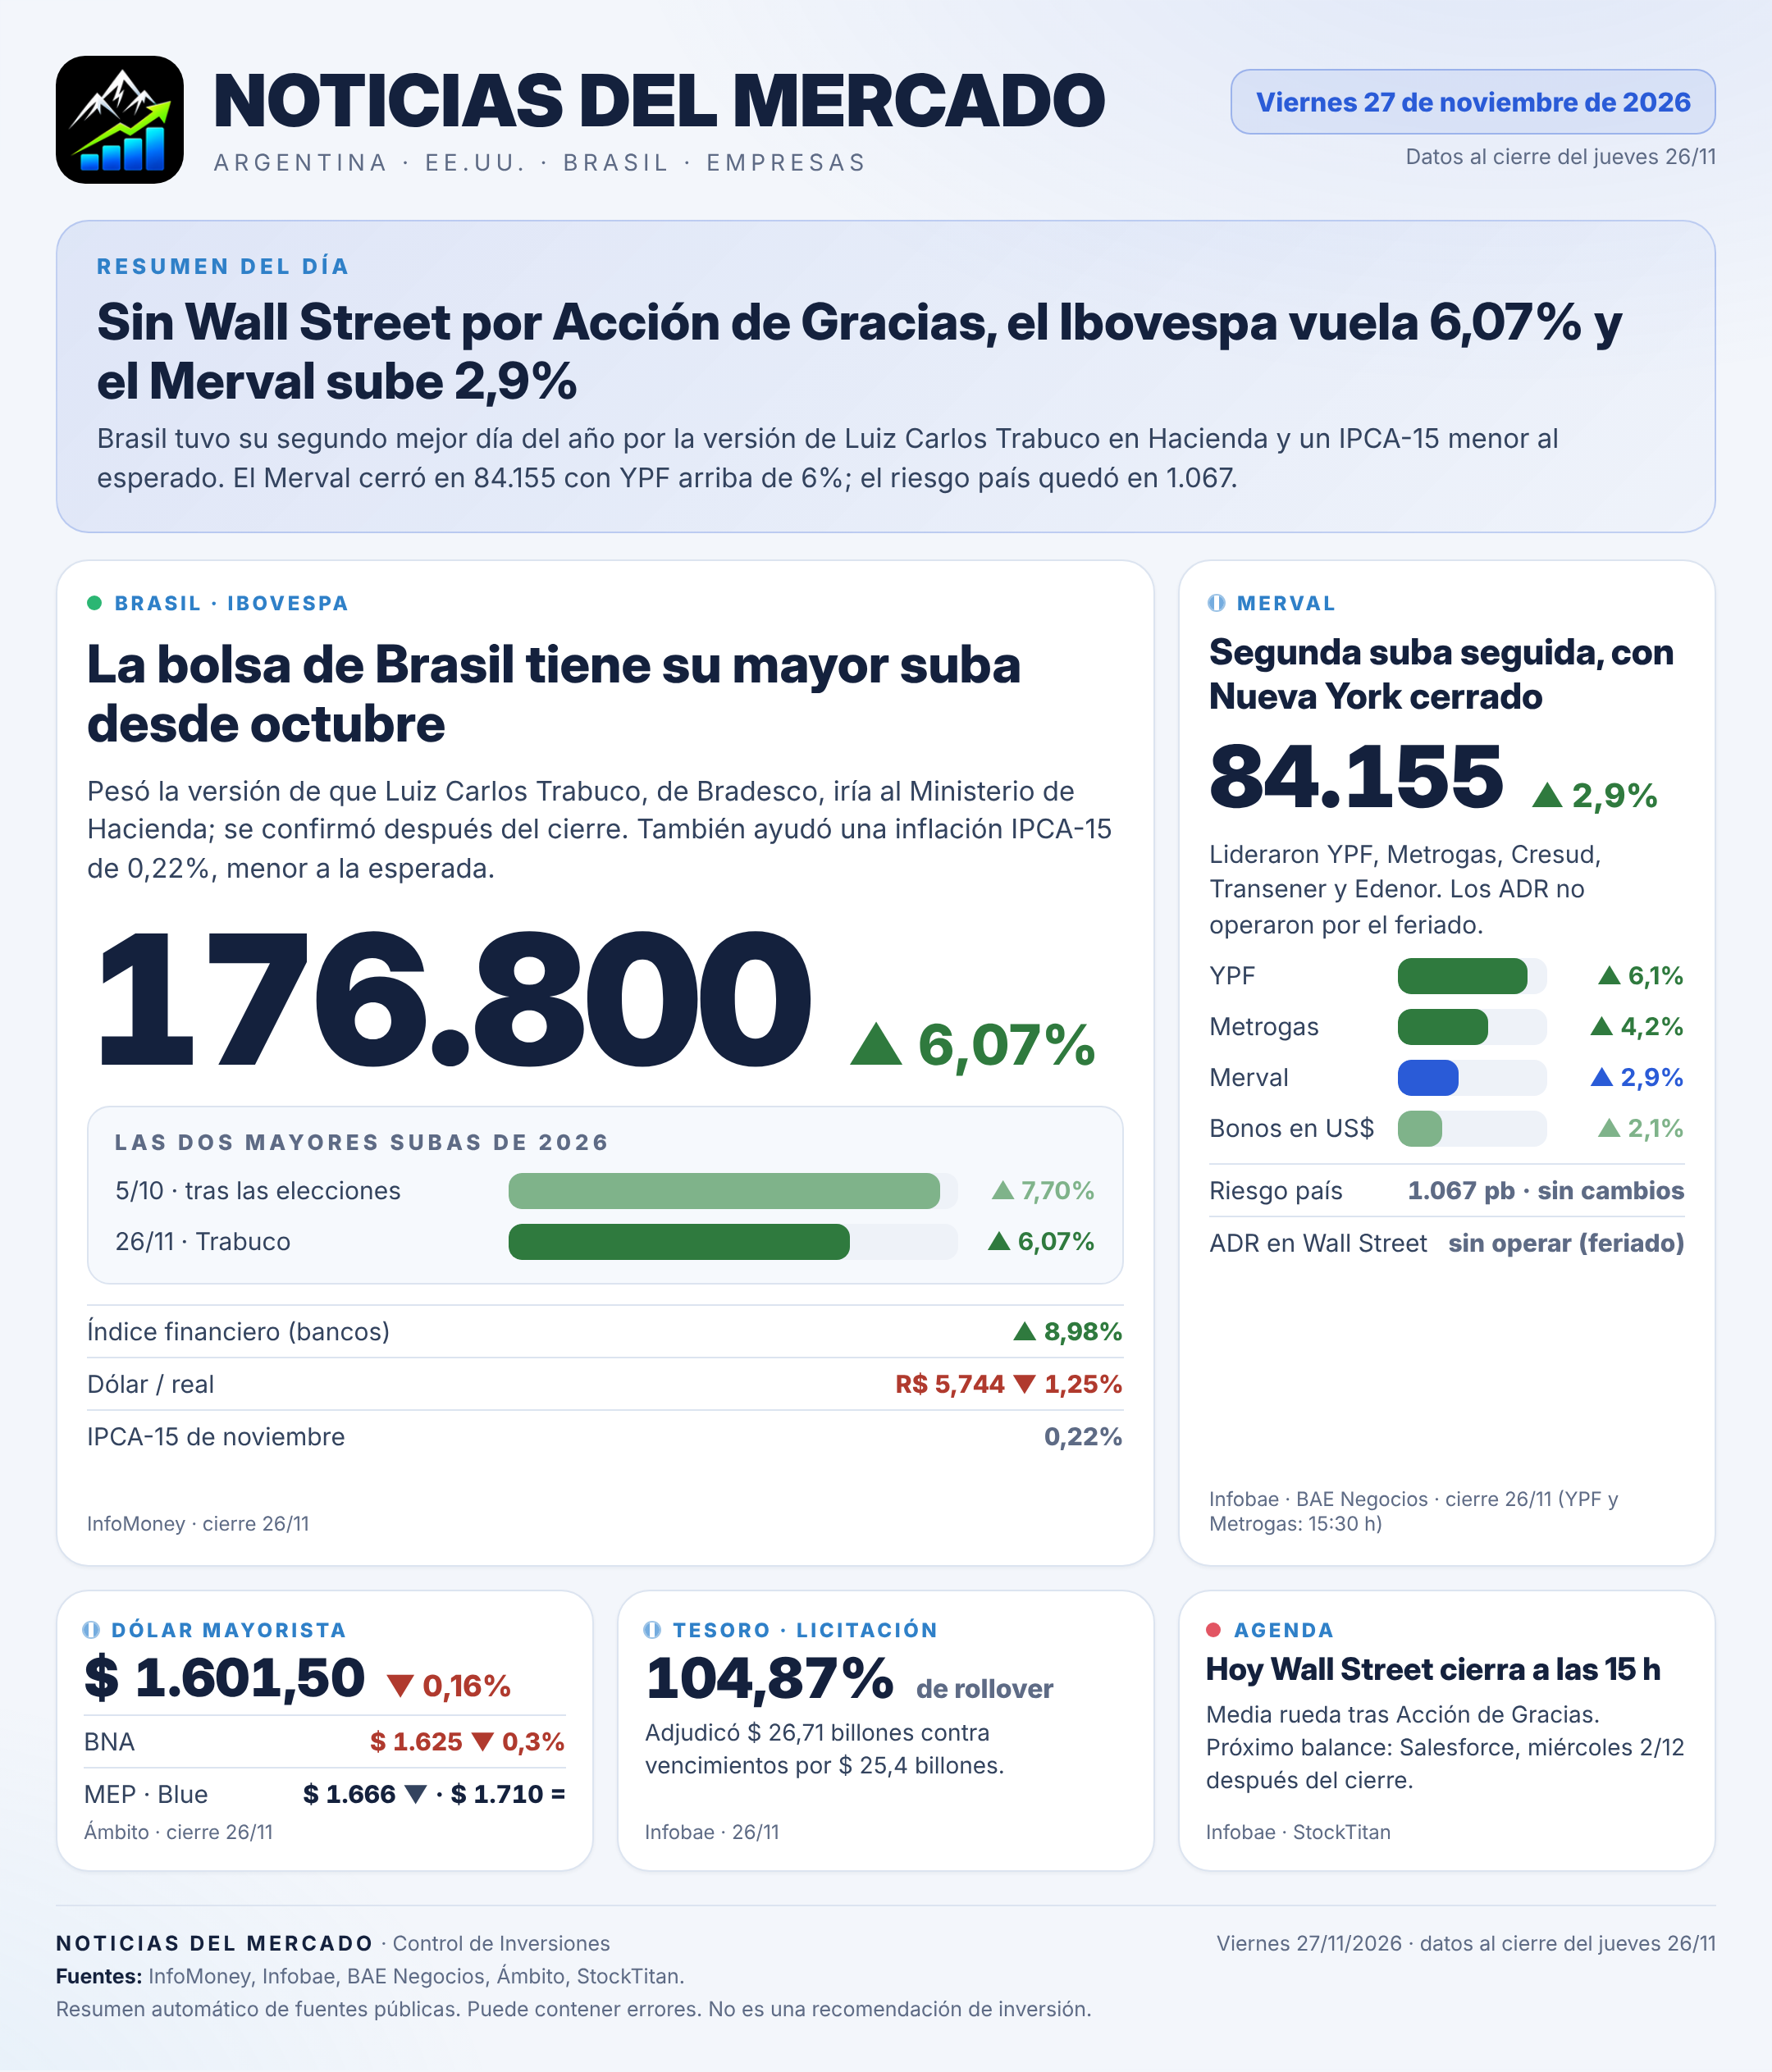 NOTICIAS DEL MERCADO
ARGENTINA · EE.UU. · BRASIL · EMPRESAS
Viernes 27 de noviembre de 2026
Datos al cierre del jueves 26/11
RESUMEN DEL DÍA
Sin Wall Street por Acción de Gracias, el Ibovespa vuela 6,07% y
el Merval sube 2,9%
Brasil tuvo su segundo mejor día del año por la versión de Luiz Carlos Trabuco en Hacienda y un IPCA-15 menor al
esperado. El Merval cerró en 84.155 con YPF arriba de 6%; el riesgo país quedó en 1.067.
BRASIL · IBOVESPA
La bolsa de Brasil tiene su mayor suba
desde octubre
Pesó la versión de que Luiz Carlos Trabuco, de Bradesco, iría al Ministerio de
Hacienda; se confirmó después del cierre. También ayudó una inflación IPCA-15
de 0,22%, menor a la esperada.
176.800 ▲ 6,07%
LAS DOS MAYORES SUBAS DE 2026
5/10 · tras las elecciones ▲ 7,70%
26/11 · Trabuco ▲ 6,07%
Índice financiero (bancos) ▲ 8,98%
Dólar / real R$ 5,744 ▼ 1,25%
IPCA-15 de noviembre 0,22%
InfoMoney · cierre 26/11
MERVAL
Segunda suba seguida, con
Nueva York cerrado
84.155 ▲ 2,9%
Lideraron YPF, Metrogas, Cresud,
Transener y Edenor. Los ADR no
operaron por el feriado.
YPF ▲ 6,1%
Metrogas ▲ 4,2%
Merval ▲ 2,9%
Bonos en US$ ▲ 2,1%
Riesgo país 1.067 pb · sin cambios
ADR en Wall Street sin operar (feriado)
Infobae · BAE Negocios · cierre 26/11 (YPF y
Metrogas: 15:30 h)
DÓLAR MAYORISTA
$ 1.601,50 ▼ 0,16%
BNA $ 1.625 ▼ 0,3%
MEP · Blue $ 1.666 ▼ · $ 1.710 =
Ámbito · cierre 26/11
TESORO · LICITACIÓN
104,87% de rollover
Adjudicó $ 26,71 billones contra
vencimientos por $ 25,4 billones.
Infobae · 26/11
AGENDA
Hoy Wall Street cierra a las 15 h
Media rueda tras Acción de Gracias.
Próximo balance: Salesforce, miércoles 2/12
después del cierre.
Infobae · StockTitan
NOTICIAS DEL MERCADO · Control de Inversiones
Viernes 27/11/2026 · datos al cierre del jueves 26/11
Fuentes: InfoMoney, Infobae, BAE Negocios, Ámbito, StockTitan.
Resumen automático de fuentes públicas. Puede contener errores. No es una recomendación de inversión.